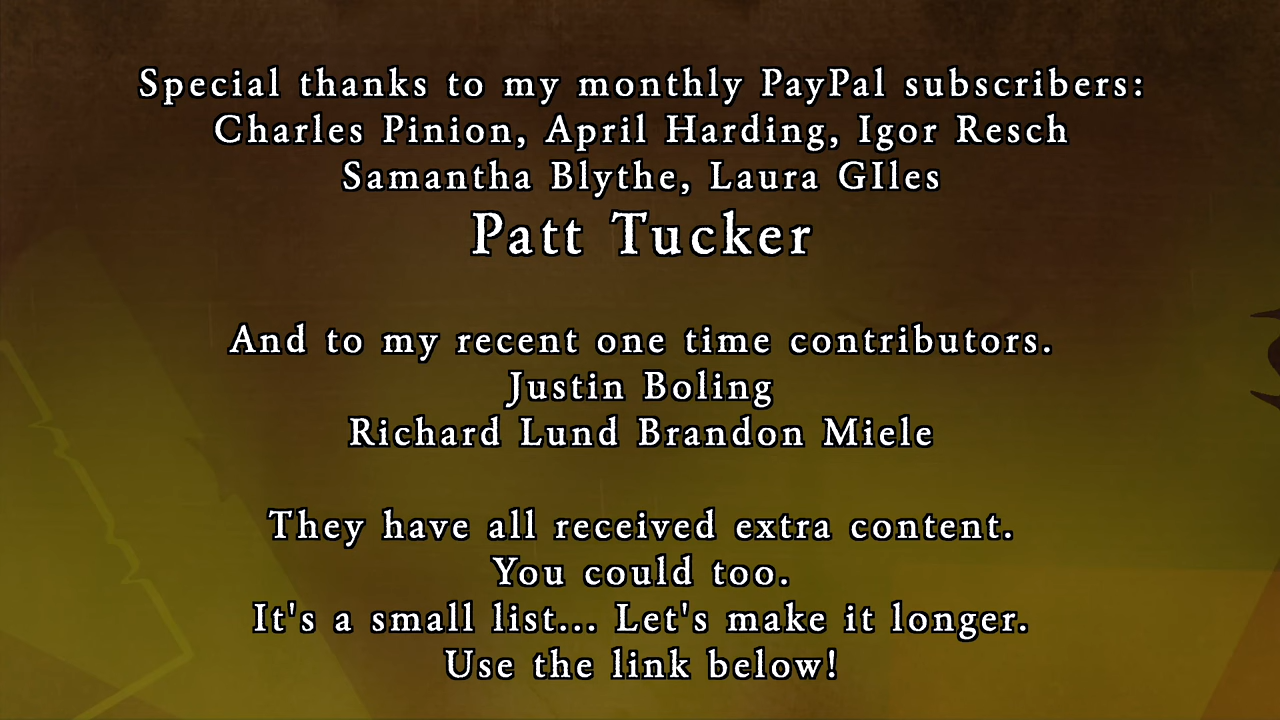 Special thanks to my monthly PayPal subscribers:
Charles Pinion, April Harding, Igor Resch
Samantha Blythe, Laura GIles
Patt Tucker
And to my recent one time contributors.
Justin Boling
Richard Lund Brandon Miele
They have all received extra content.
You could too.
It's a small list... Let's make it longer.
Use the link below!